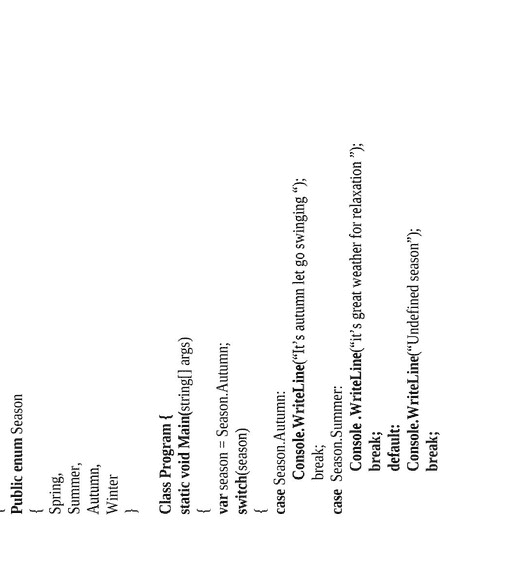 {
Public enum Season
{
Spring,
Summer,
Autumn,
Winter
}
Class Program {
static void Main(string[] args)
{
var season = Season.Autumn;
switch(season)
{
case Season.Autumn:
Console.WriteLine(“It’s autumn let go swinging “);
break;
case Season.Summer:
Console .WriteLine(“it’s great weather for relaxation ”);
break;
default:
Console.WriteLine(“Undefined season”);
break;